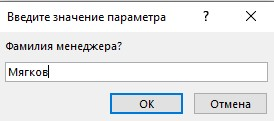 Введите значение параметра ? ×
Фамилия менеджера?
Мягков
ОК Отмена